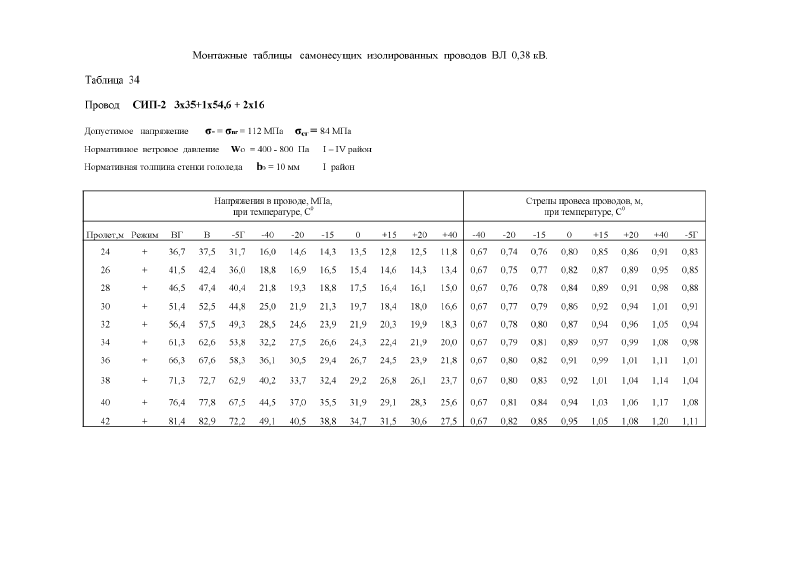 Монтажные таблицы самонесущих изолированных проводов ВЛ 0,38 кВ.
Таблица 34
Провод СИП-2 3х35+1х54,6 + 2х16
Допустимое напряжение σ- = σпг = 112 МПа σсг = 84 МПа
Нормативное ветровое давление Wo = 400 - 800 Па I – IV район
Нормативная толщина стенки гололеда bэ = 10 мм I район
Напряжения в проводе, МПа, Стрелы провеса проводов, м,
при температуре, С⁰ при температуре, С⁰
Пролет,м Режим ВГ В -5Г -40 -20 -15 0 +15 +20 +40 -40 -20 -15 0 +15 +20 +40 -5Г
24 + 36,7 37,5 31,7 16,0 14,6 14,3 13,5 12,8 12,5 11,8 0,67 0,74 0,76 0,80 0,85 0,86 0,91 0,83
26 + 41,5 42,4 36,0 18,8 16,9 16,5 15,4 14,6 14,3 13,4 0,67 0,75 0,77 0,82 0,87 0,89 0,95 0,85
28 + 46,5 47,4 40,4 21,8 19,3 18,8 17,5 16,4 16,1 15,0 0,67 0,76 0,78 0,84 0,89 0,91 0,98 0,88
30 + 51,4 52,5 44,8 25,0 21,9 21,3 19,7 18,4 18,0 16,6 0,67 0,77 0,79 0,86 0,92 0,94 1,01 0,91
32 + 56,4 57,5 49,3 28,5 24,6 23,9 21,9 20,3 19,9 18,3 0,67 0,78 0,80 0,87 0,94 0,96 1,05 0,94
34 + 61,3 62,6 53,8 32,2 27,5 26,6 24,3 22,4 21,9 20,0 0,67 0,79 0,81 0,89 0,97 0,99 1,08 0,98
36 + 66,3 67,6 58,3 36,1 30,5 29,4 26,7 24,5 23,9 21,8 0,67 0,80 0,82 0,91 0,99 1,01 1,11 1,01
38 + 71,3 72,7 62,9 40,2 33,7 32,4 29,2 26,8 26,1 23,7 0,67 0,80 0,83 0,92 1,01 1,04 1,14 1,04
40 + 76,4 77,8 67,5 44,5 37,0 35,5 31,9 29,1 28,3 25,6 0,67 0,81 0,84 0,94 1,03 1,06 1,17 1,08
42 + 81,4 82,9 72,2 49,1 40,5 38,8 34,7 31,5 30,6 27,5 0,67 0,82 0,85 0,95 1,05 1,08 1,20 1,11